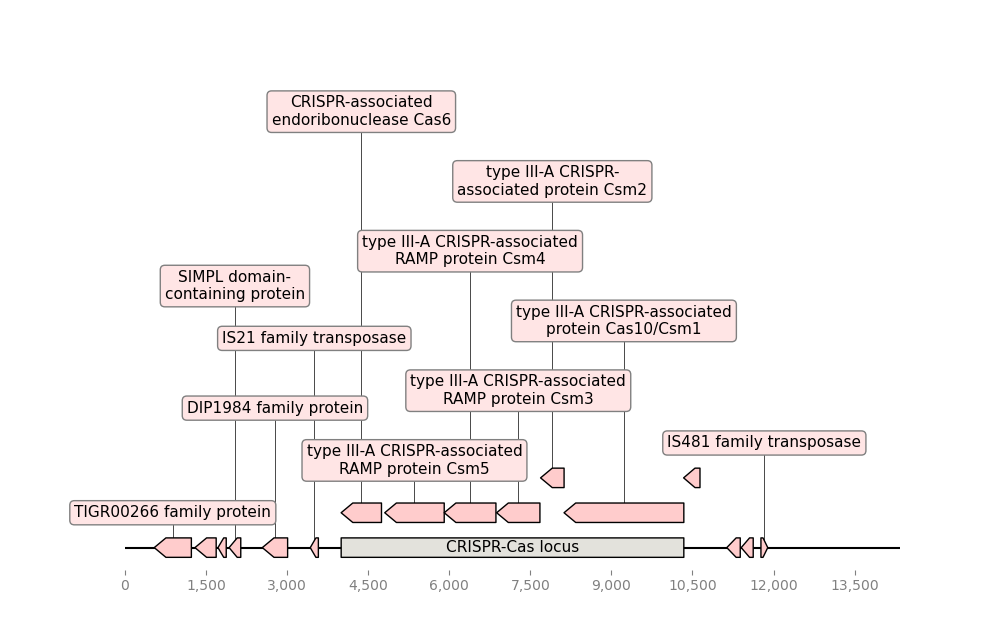 CRISPR-associated
endoribonuclease Cas6
type III-A CRISPR-
associated protein Csm2
type III-A CRISPR-associated
RAMP protein Csm4
SIMPL domain-
containing protein
type III-A CRISPR-associated
protein Cas10/Csm1
IS21 family transposase
type III-A CRISPR-associated
RAMP protein Csm3
DIP1984 family protein
IS481 family transposase
type III-A CRISPR-associated
RAMP protein Csm5
TIGR00266 family protein
CRISPR-Cas locus
0 1,500 3,000 4,500 6,000 7,500 9,000 10,500 12,000 13,500